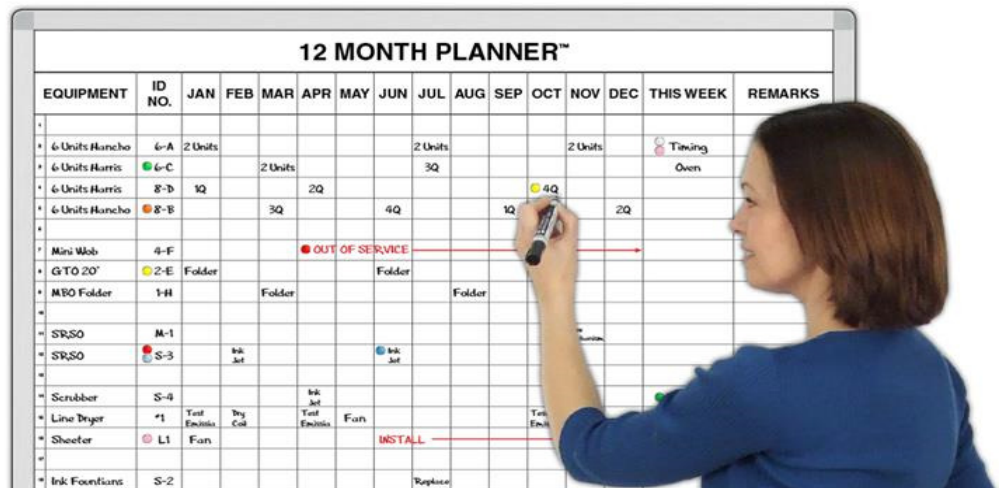 12 MONTH PLANNER™
EQUIPMENT ID NO. JAN FEB MAR APR MAY JUN JUL AUG SEP OCT NOV DEC THIS WEEK REMARKS
6 Units Hancho 6-A 2 Units 2 Units 2 Units Timing
6 Units Harris 6-C 2 Units 3Q Oven
6 Units Harris 8-D 1Q 2Q 4Q
6 Units Hancho 8-B 3Q 4Q 1Q 2Q
Mini Wob 4-F OUT OF SERVICE
GTO 20" 2-E Folder Folder
MBO Folder 1-H Folder Folder
SRSO M-1
SRSO S-3 Ink Jet Ink Jet
Scrubber S-4 Ink Jet
Line Dryer #1 Test Emissia Dry Coil Test Emissia Fan
Sheeter L1 Fan INSTALL
Ink Fountians S-2 Replace